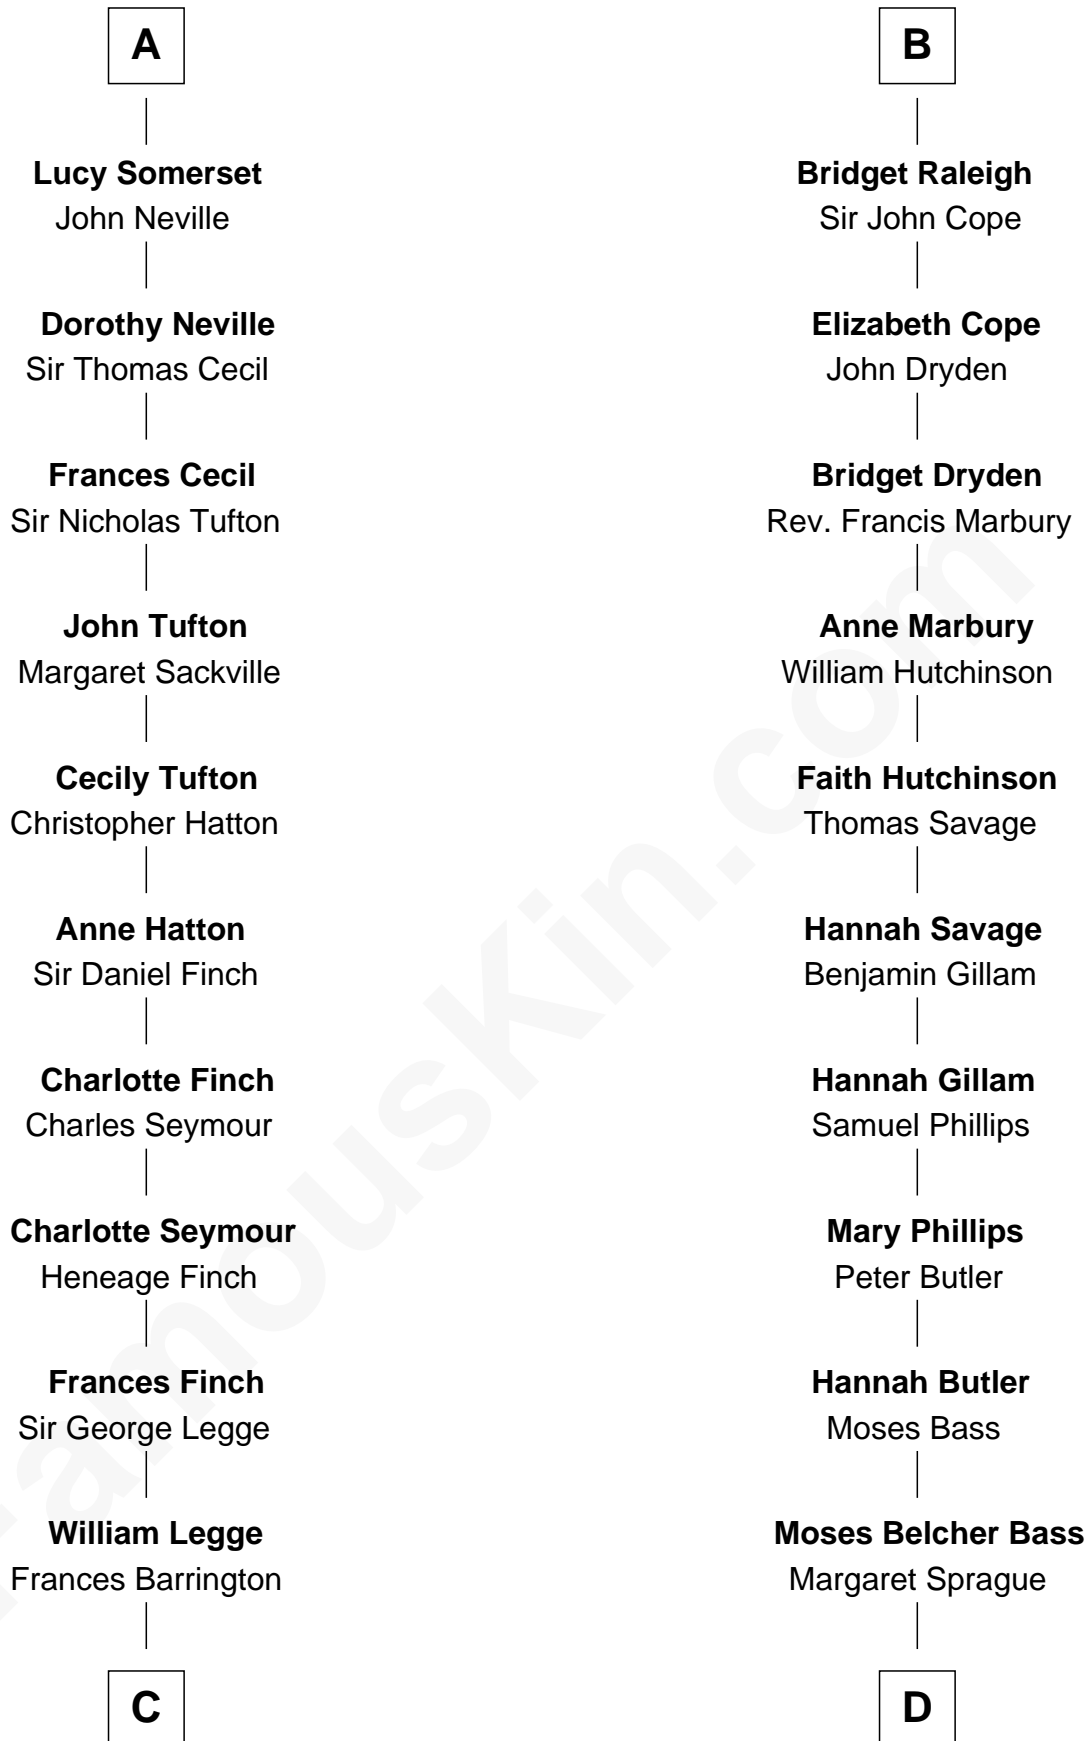 A
Lucy Somerset
John Neville
Dorothy Neville
Sir Thomas Cecil
Frances Cecil
Sir Nicholas Tufton
John Tufton
Margaret Sackville
Cecily Tufton
Christopher Hatton
Anne Hatton
Sir Daniel Finch
Charlotte Finch
Charles Seymour
Charlotte Seymour
Heneage Finch
Frances Finch
Sir George Legge
William Legge
Frances Barrington
C
B
Bridget Raleigh
Sir John Cope
Elizabeth Cope
John Dryden
Bridget Dryden
Rev. Francis Marbury
Anne Marbury
William Hutchinson
Faith Hutchinson
Thomas Savage
Hannah Savage
Benjamin Gillam
Hannah Gillam
Samuel Phillips
Mary Phillips
Peter Butler
Hannah Butler
Moses Bass
Moses Belcher Bass
Margaret Sprague
D
FamousKin.com